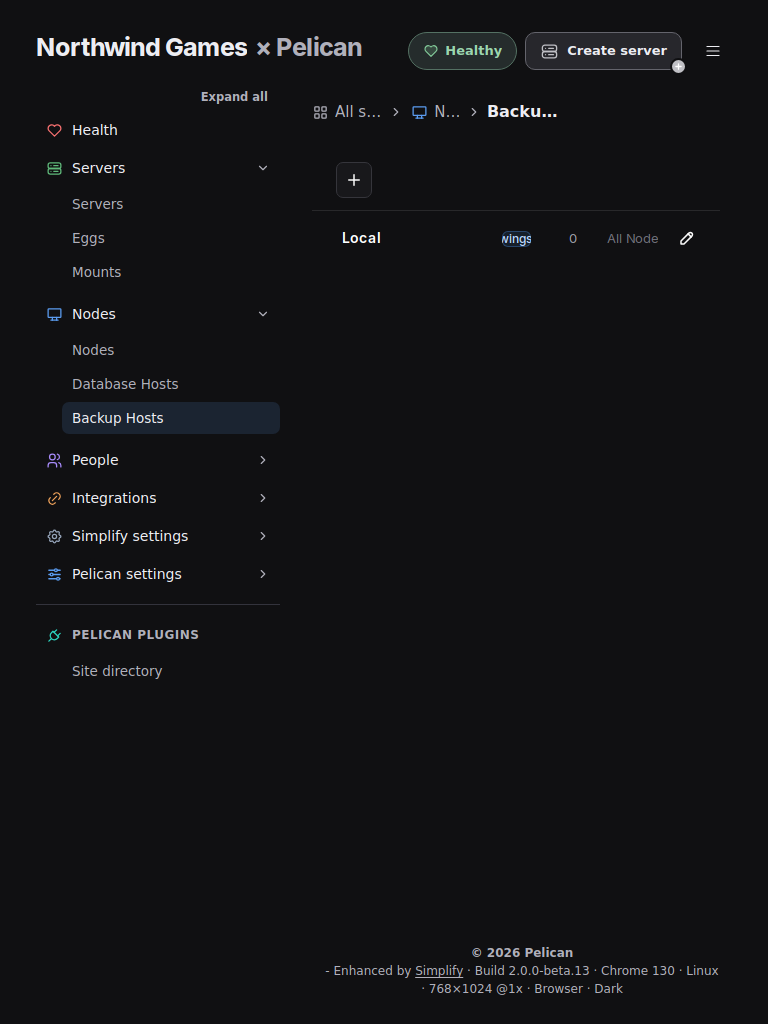 Northwind Games × Pelican
Healthy
Create server
Expand all
All s… > N… > Backu…
Health
Servers
Servers
Eggs
Mounts
Nodes
Nodes
Database Hosts
Backup Hosts
People
Integrations
Simplify settings
Pelican settings
PELICAN PLUGINS
Site directory
Local wings 0 All Node
© 2026 Pelican
- Enhanced by Simplify · Build 2.0.0-beta.13 · Chrome 130 · Linux
· 768×1024 @1x · Browser · Dark